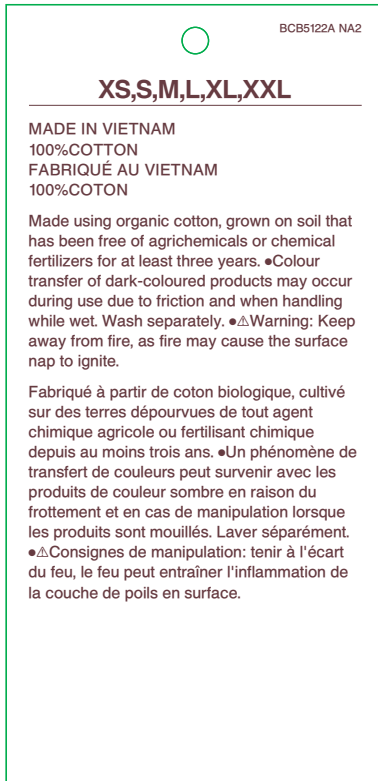 BCB5122A NA2
XS,S,M,L,XL,XXL
MADE IN VIETNAM
100%COTTON
FABRIQUÉ AU VIETNAM
100%COTON
Made using organic cotton, grown on soil that
has been free of agrichemicals or chemical
fertilizers for at least three years. ●Colour
transfer of dark-coloured products may occur
during use due to friction and when handling
while wet. Wash separately. ●⚠Warning: Keep
away from fire, as fire may cause the surface
nap to ignite.
Fabriqué à partir de coton biologique, cultivé
sur des terres dépourvues de tout agent
chimique agricole ou fertilisant chimique
depuis au moins trois ans. ●Un phénomène de
transfert de couleurs peut survenir avec les
produits de couleur sombre en raison du
frottement et en cas de manipulation lorsque
les produits sont mouillés. Laver séparément.
●⚠Consignes de manipulation: tenir à l'écart
du feu, le feu peut entraîner l'inflammation de
la couche de poils en surface.